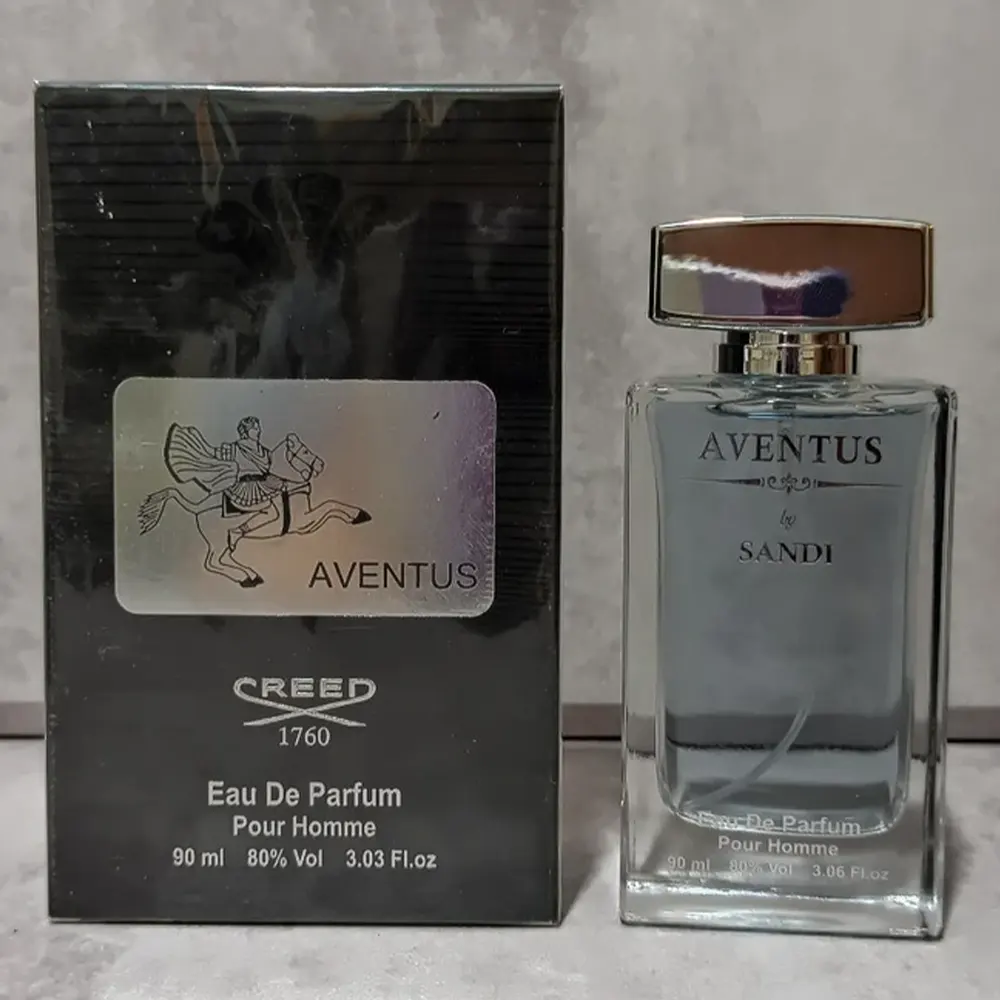 AVENTUS
CREED
1760
Eau De Parfum
Pour Homme
90 ml 80% Vol 3.03 Fl.oz
AVENTUS
by
SANDI
Eau De Parfum
Pour Homme
90 ml 80% Vol 3.06 Fl.oz